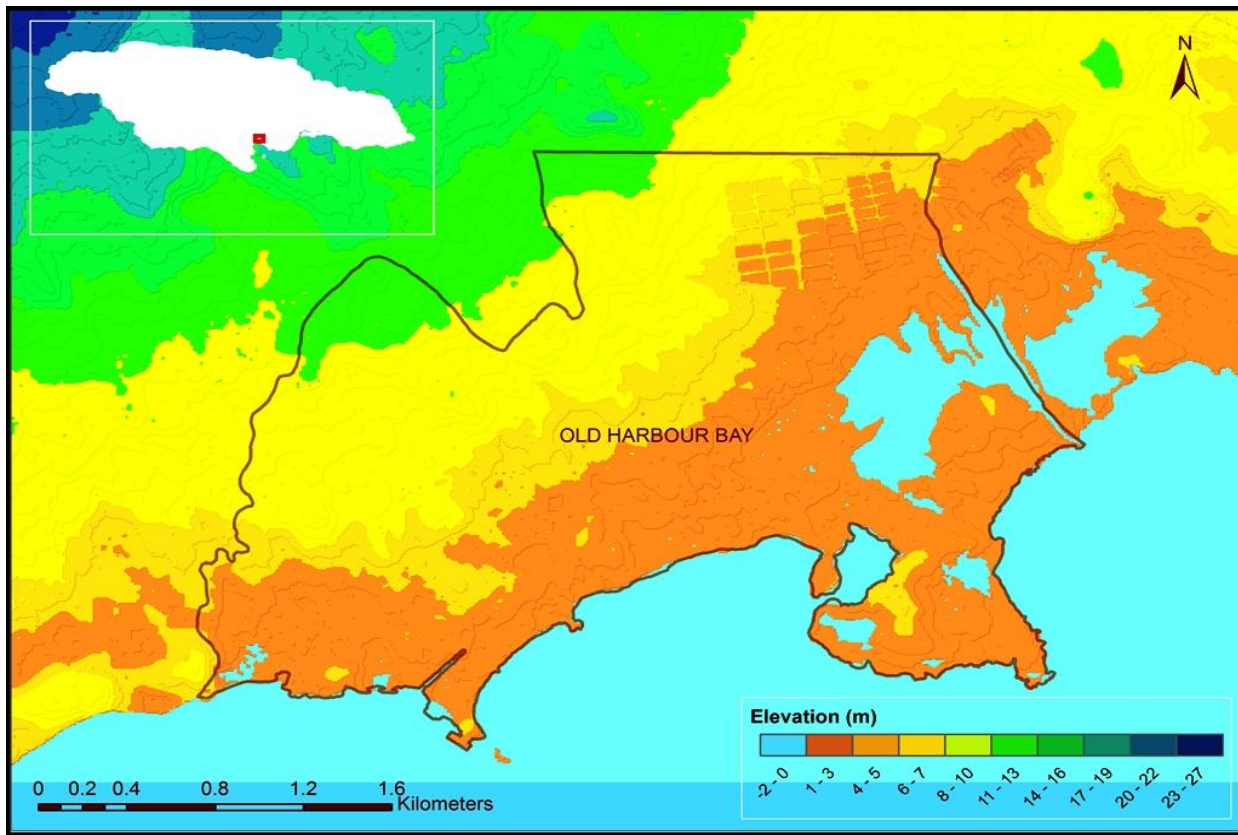 N
OLD HARBOUR BAY
Elevation (m)
-2 - 0
1 - 3
4 - 5
6 - 7
8 - 10
11 - 13
14 - 16
17 - 19
20 - 22
23 - 27
0 0.2 0.4 0.8 1.2 1.6
Kilometers